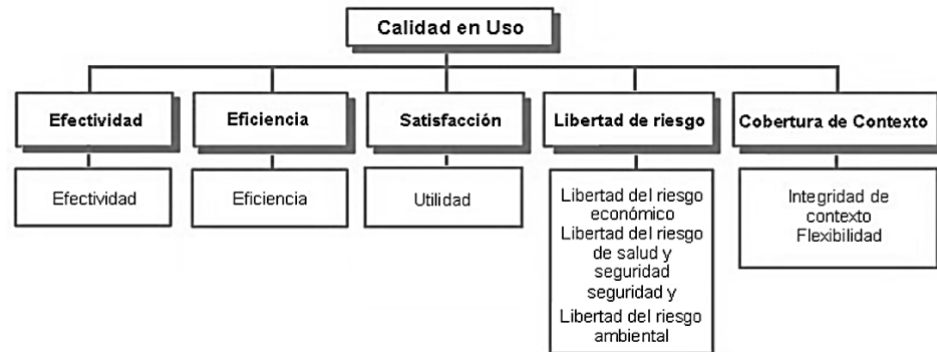 Calidad en Uso
Efectividad
Eficiencia
Satisfacción
Libertad de riesgo
Cobertura de Contexto
Efectividad
Eficiencia
Utilidad
Libertad del riesgo
económico
Libertad del riesgo
de salud y
seguridad
seguridad y
Libertad del riesgo
ambiental
Integridad de
contexto
Flexibilidad